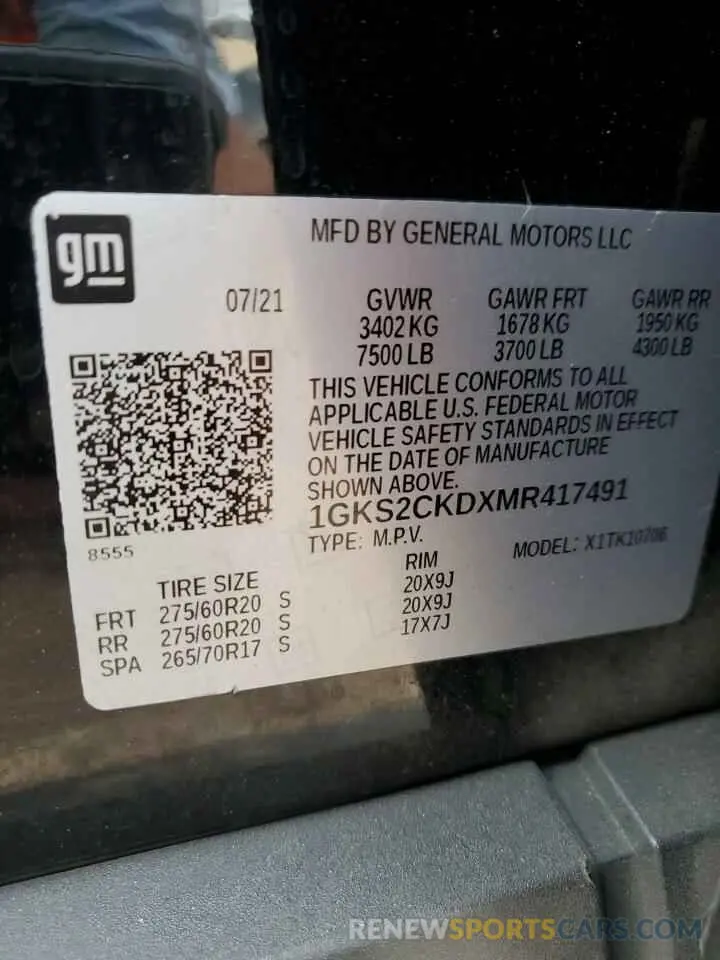 gm
MFD BY GENERAL MOTORS LLC
07/21
GVWR GAWR FRT GAWR RR
3402 KG 1678 KG 1950 KG
7500 LB 3700 LB 4300 LB
THIS VEHICLE CONFORMS TO ALL
APPLICABLE U.S. FEDERAL MOTOR
VEHICLE SAFETY STANDARDS IN EFFECT
ON THE DATE OF MANUFACTURE
SHOWN ABOVE.
1GKS2CKDXMR417491
TYPE: M.P.V. MODEL: X1TK10706
8555
TIRE SIZE RIM
FRT 275/60R20 S 20X9J
RR 275/60R20 S 20X9J
SPA 265/70R17 S 17X7J
RENEWSPORTSCARS.COM